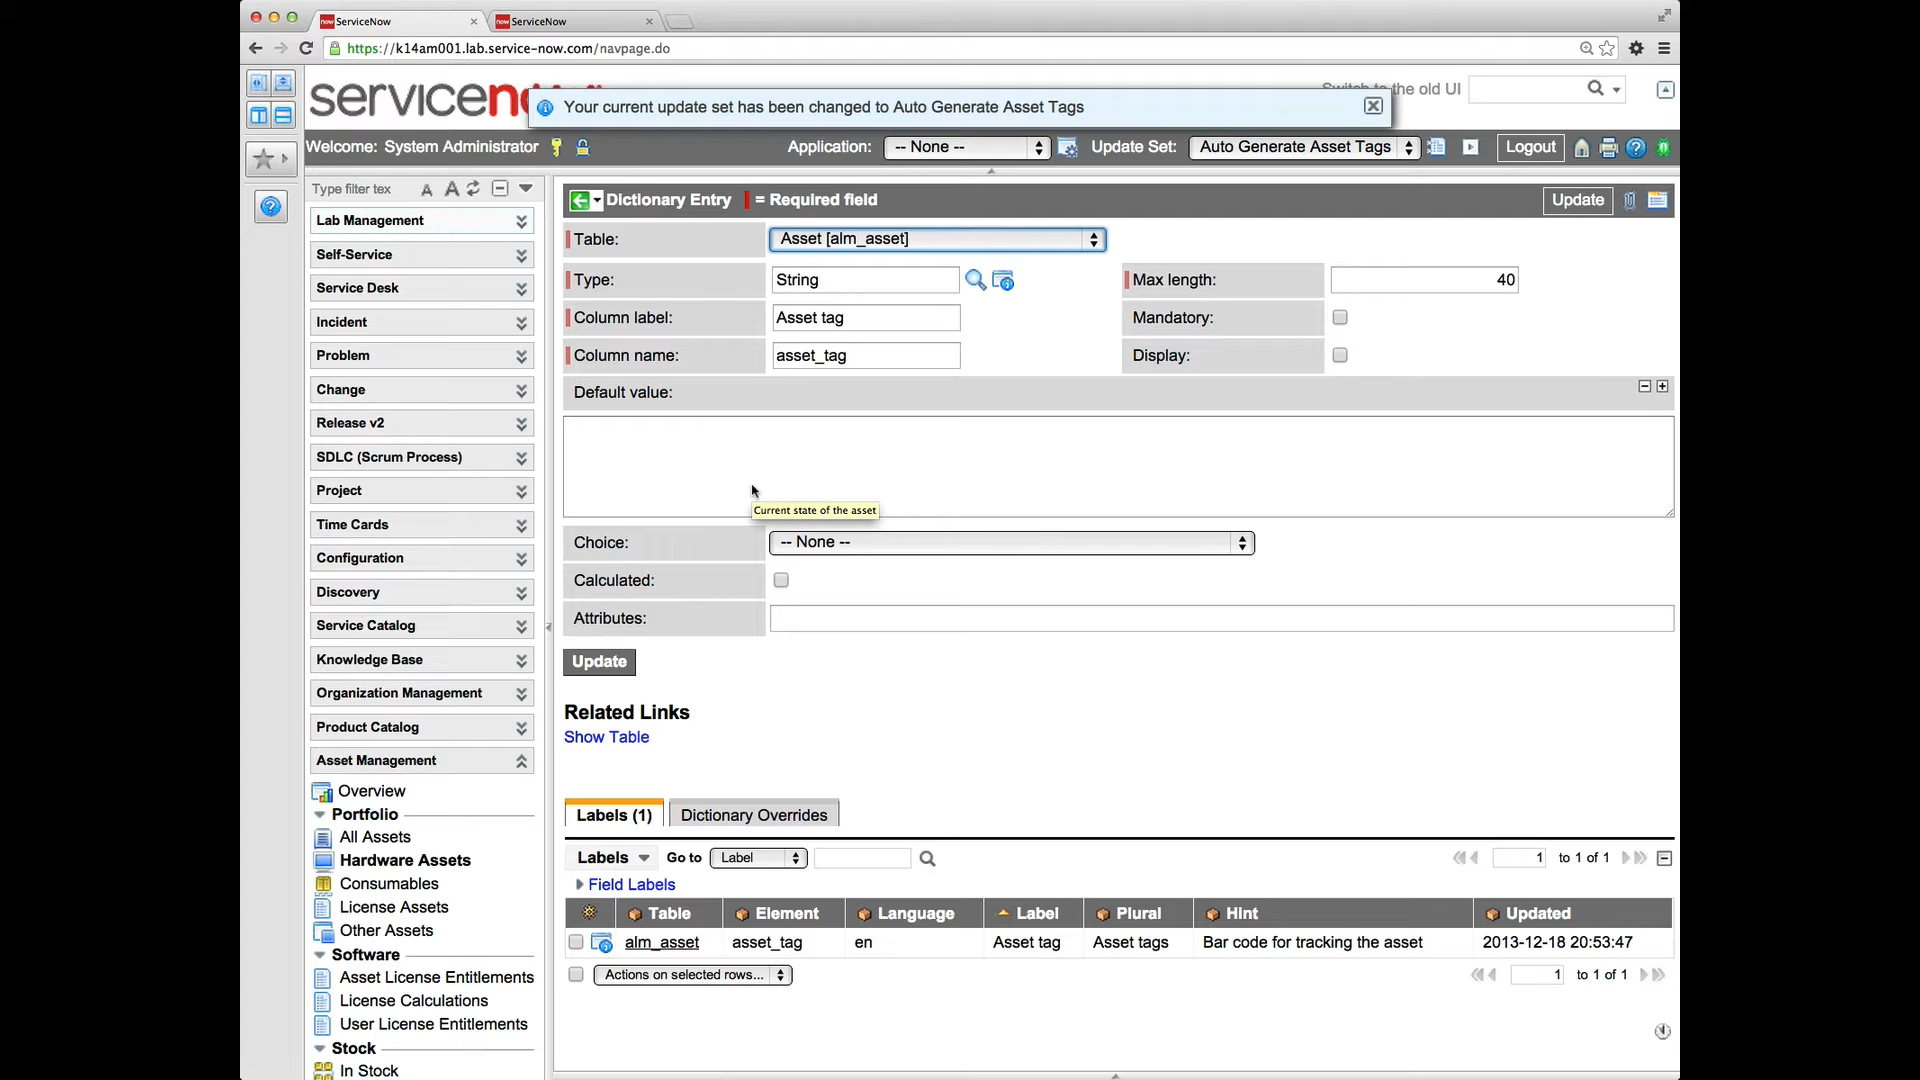 ServiceNow
ServiceNow
https://k14am001.lab.service-now.com/navpage.do
servicenow
Switch to the old UI
Your current update set has been changed to Auto Generate Asset Tags
Welcome: System Administrator
Application: -- None --
Update Set: Auto Generate Asset Tags
Logout
Type filter tex
A A
Lab Management
Self-Service
Service Desk
Incident
Problem
Change
Release v2
SDLC (Scrum Process)
Project
Time Cards
Configuration
Discovery
Service Catalog
Knowledge Base
Organization Management
Product Catalog
Asset Management
Overview
Portfolio
All Assets
Hardware Assets
Consumables
License Assets
Other Assets
Software
Asset License Entitlements
License Calculations
User License Entitlements
Stock
In Stock
Dictionary Entry = Required field
Update
Table: Asset [alm_asset]
Type: String
Max length: 40
Column label: Asset tag
Mandatory:
Column name: asset_tag
Display:
Default value:
Current state of the asset
Choice: -- None --
Calculated:
Attributes:
Update
Related Links
Show Table
Labels (1) Dictionary Overrides
Labels Go to Label 1 to 1 of 1
Field Labels
Table Element Language Label Plural Hint Updated
alm_asset asset_tag en Asset tag Asset tags Bar code for tracking the asset 2013-12-18 20:53:47
Actions on selected rows... 1 to 1 of 1